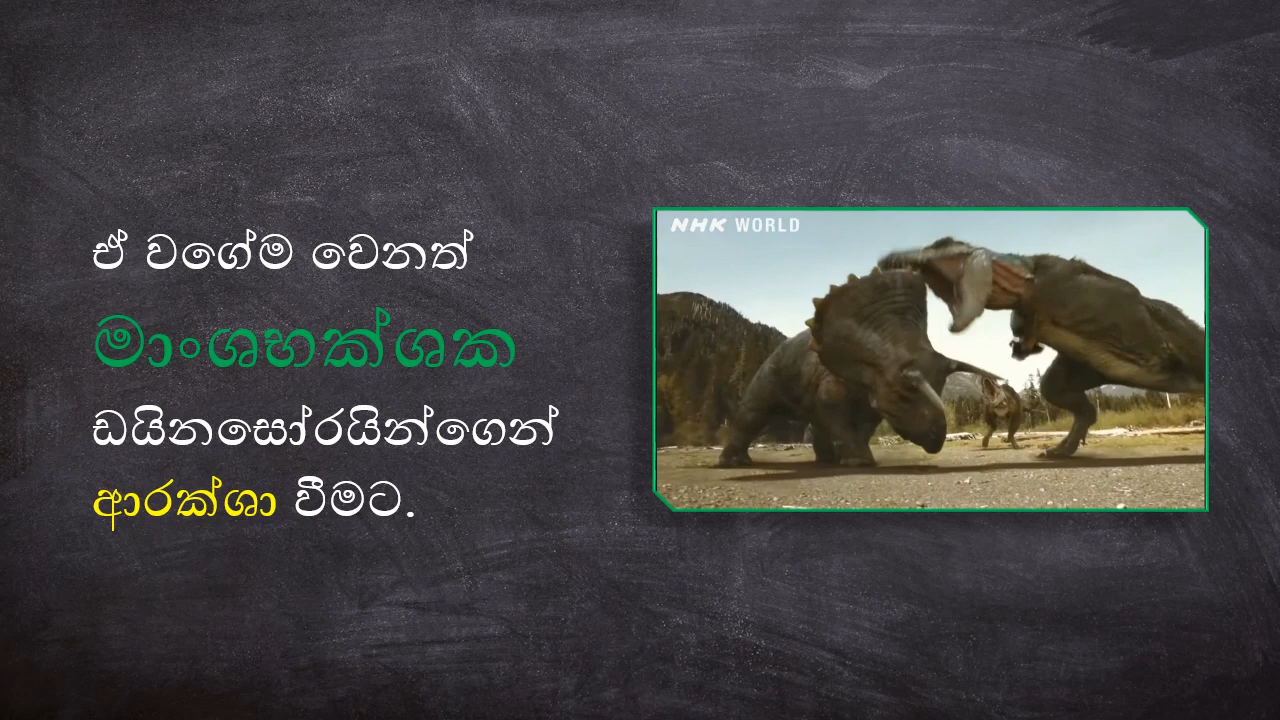 ඒ වගේම වෙනත්
මාංශභක්ශක
ඩයිනසෝරයින්ගෙන්
ආරක්ශා වීමට.
NHK WORLD